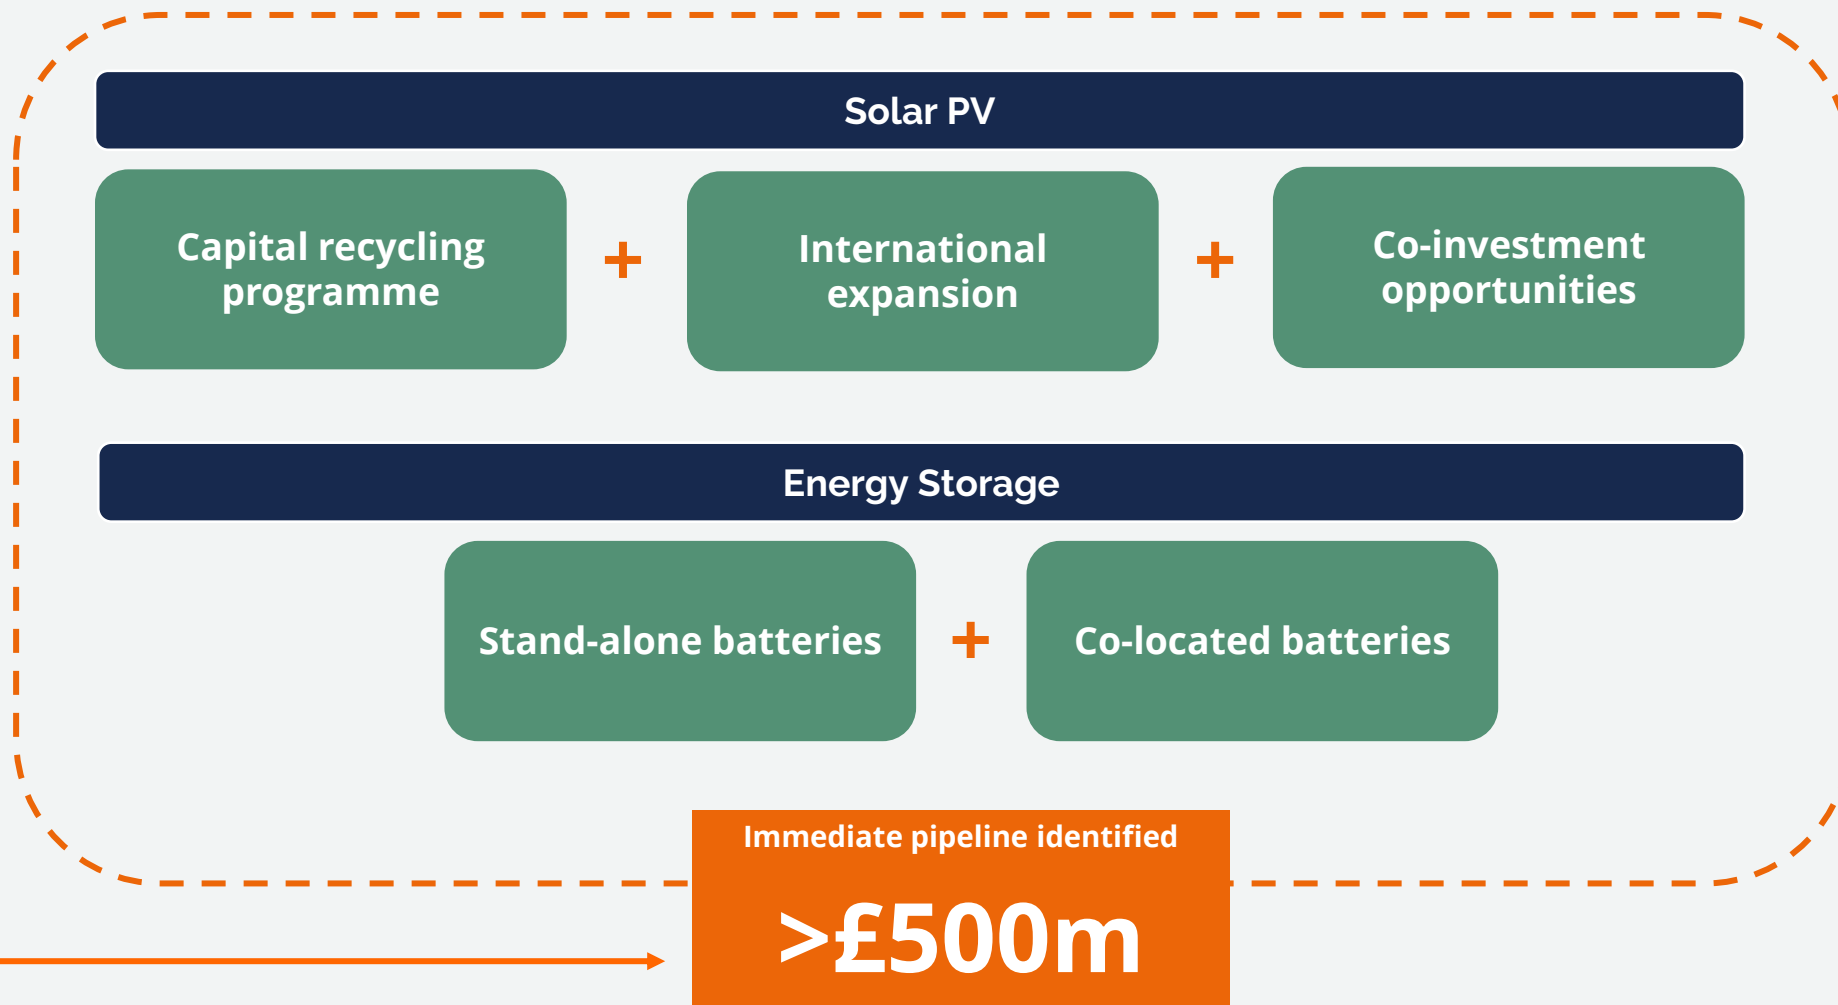 Solar PV
Capital recycling
programme
+
International
expansion
+
Co-investment
opportunities
Energy Storage
Stand-alone batteries
+
Co-located batteries
Immediate pipeline identified
>£500m